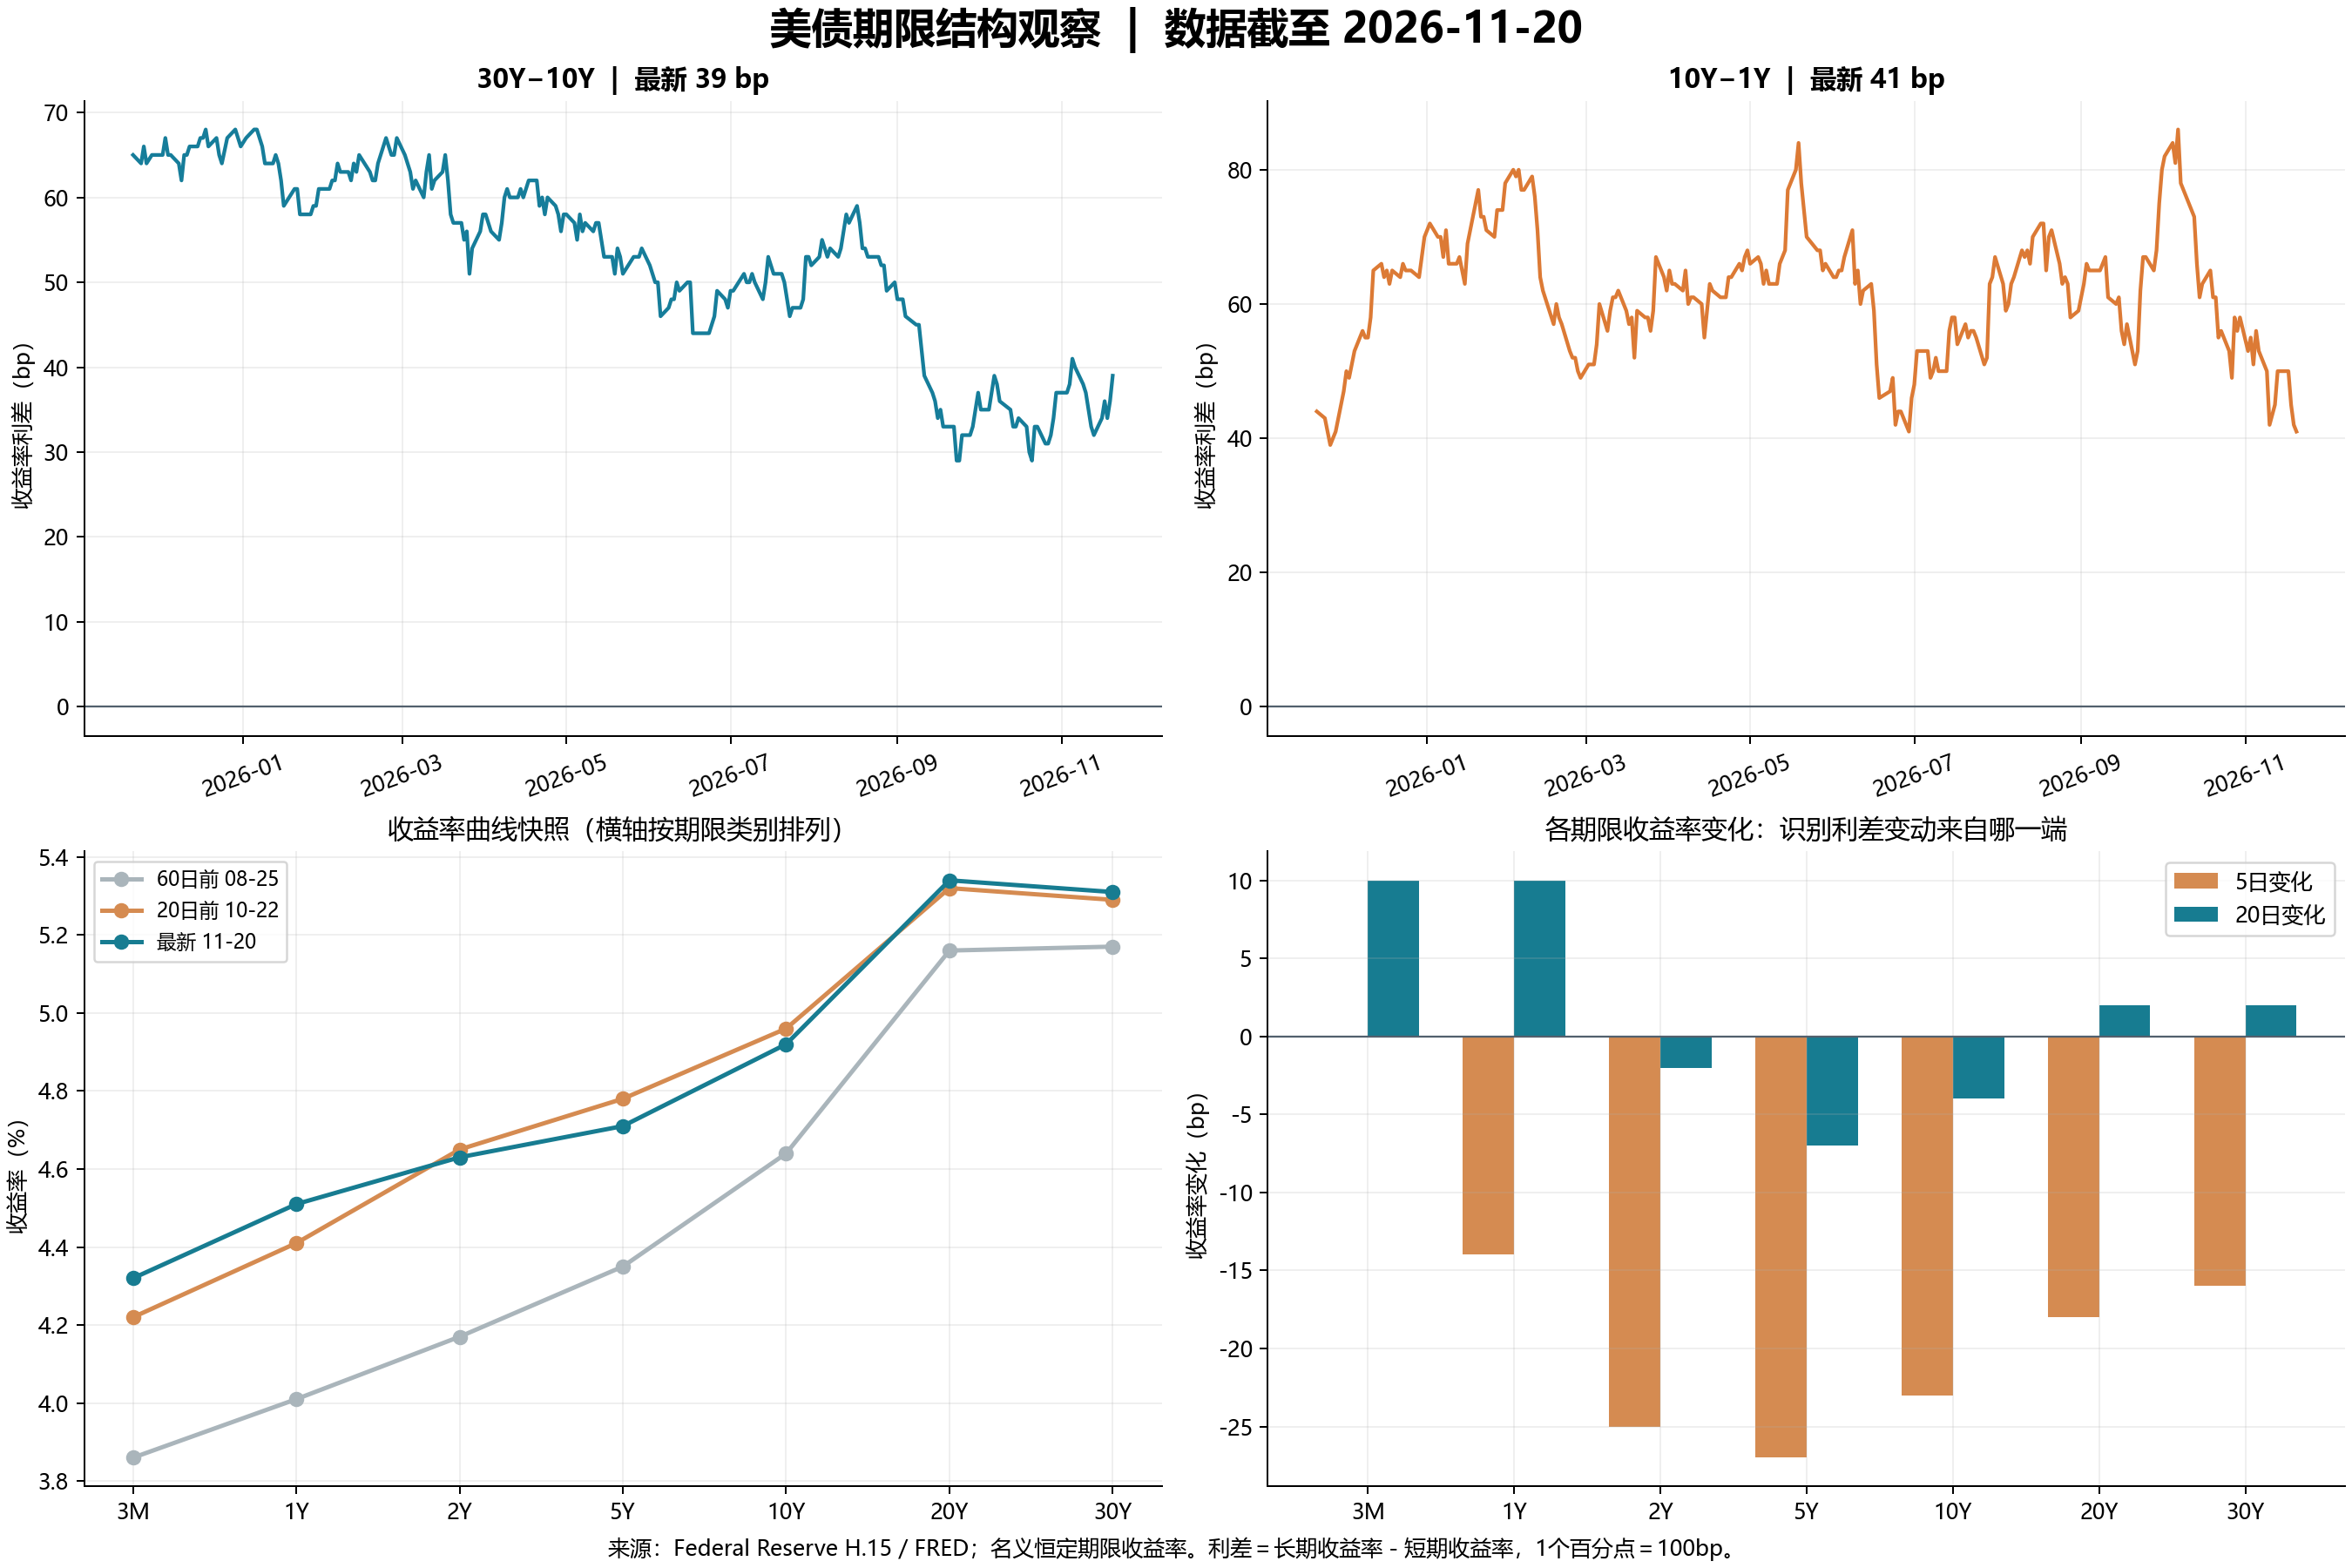 美债期限结构观察 | 数据截至 2026-11-20
30Y−10Y | 最新 39 bp
收益率利差（bp）
70
60
50
40
30
20
10
0
2026-01
2026-03
2026-05
2026-07
2026-09
2026-11
10Y−1Y | 最新 41 bp
收益率利差（bp）
80
60
40
20
0
2026-01
2026-03
2026-05
2026-07
2026-09
2026-11
收益率曲线快照（横轴按期限类别排列）
60日前 08-25
20日前 10-22
最新 11-20
收益率（%）
5.4
5.2
5.0
4.8
4.6
4.4
4.2
4.0
3.8
3M
1Y
2Y
5Y
10Y
20Y
30Y
各期限收益率变化：识别利差变动来自哪一端
5日变化
20日变化
收益率变化（bp）
10
5
0
-5
-10
-15
-20
-25
3M
1Y
2Y
5Y
10Y
20Y
30Y
来源：Federal Reserve H.15 / FRED；名义恒定期限收益率。利差＝长期收益率 - 短期收益率，1个百分点＝100bp。